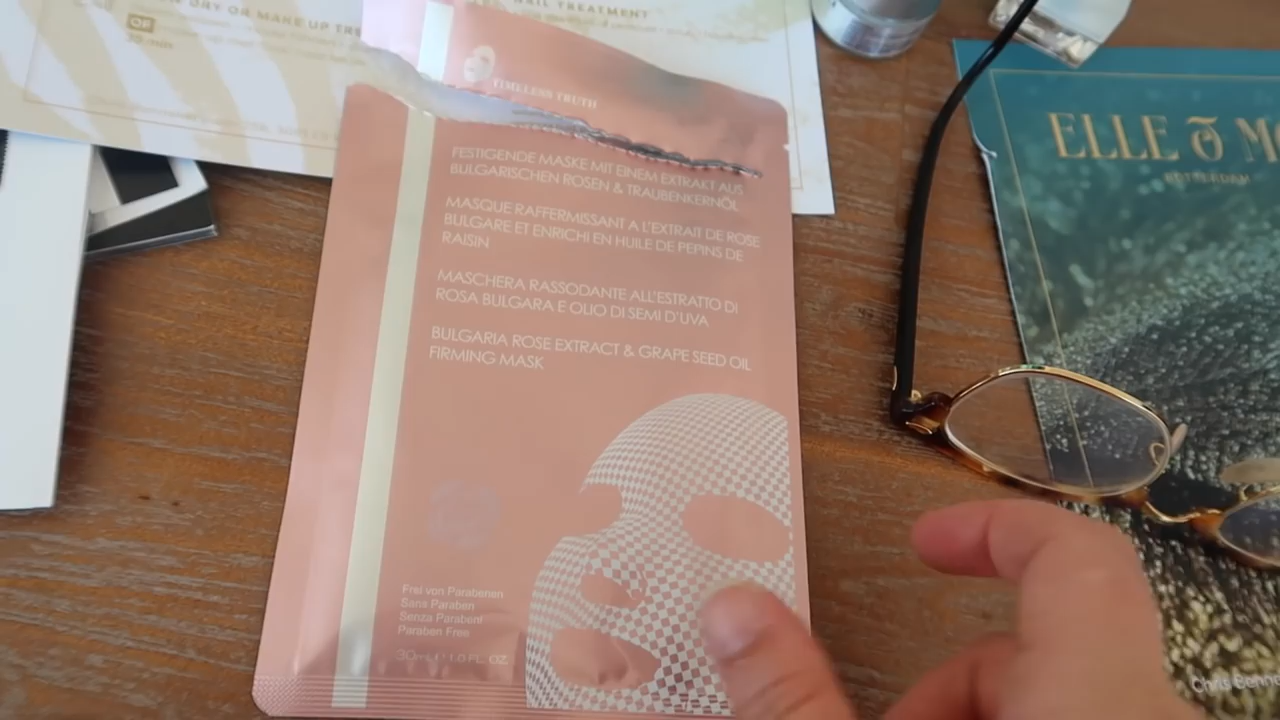 DRY OR MAKE UP
NAIL TREATMENT
TIMELESS TRUTH
FESTIGENDE MASKE MIT EINEM EXTRAKT AUS
BULGARISCHEN ROSEN & TRAUBENKERNÖL
MASQUE RAFFERMISSANT A L'EXTRAIT DE ROSE
BULGARE ET ENRICHI EN HUILE DE PEPINS DE
RAISIN
MASCHERA RASSODANTE ALL'ESTRATTO DI
ROSA BULGARA E OLIO DI SEMI D'UVA
BULGARIA ROSE EXTRACT & GRAPE SEED OIL
FIRMING MASK
Frei von Parabenen
Sans Paraben
Senza Parabeni
Paraben Free
30ml / 1.0 FL. OZ.
ELLE &
ROTTERDAM
Chris